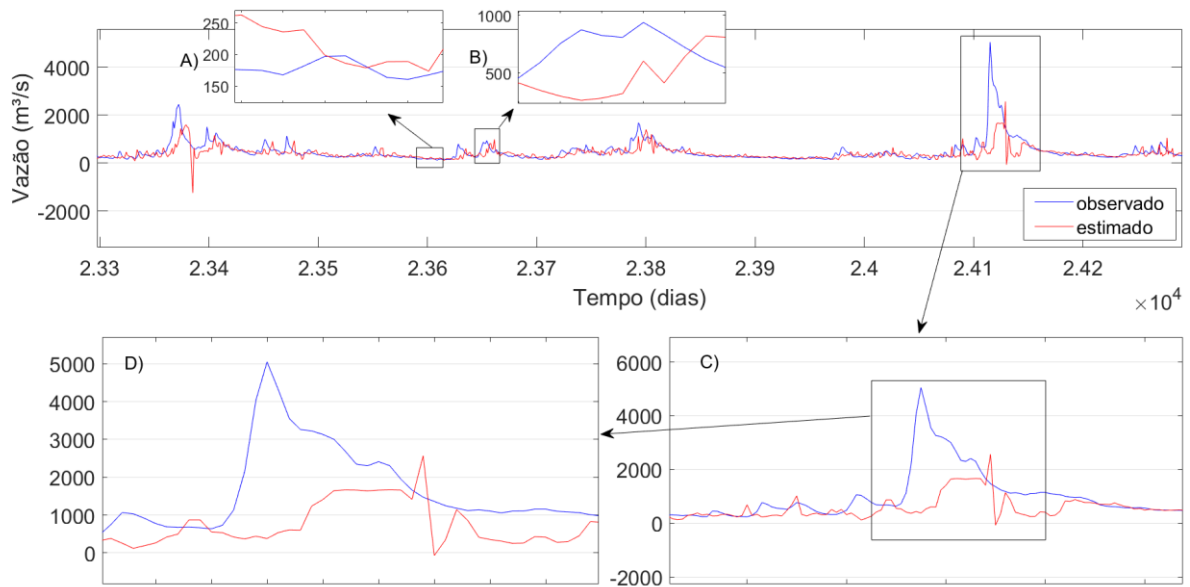 A)
250
200
150
B)
1000
500
Vazão (m³/s)
4000
2000
0
-2000
observado
estimado
2.33 2.34 2.35 2.36 2.37 2.38 2.39 2.4 2.41 2.42
Tempo (dias)
×10⁴
D)
5000
4000
3000
2000
1000
0
C)
6000
4000
2000
0
-2000